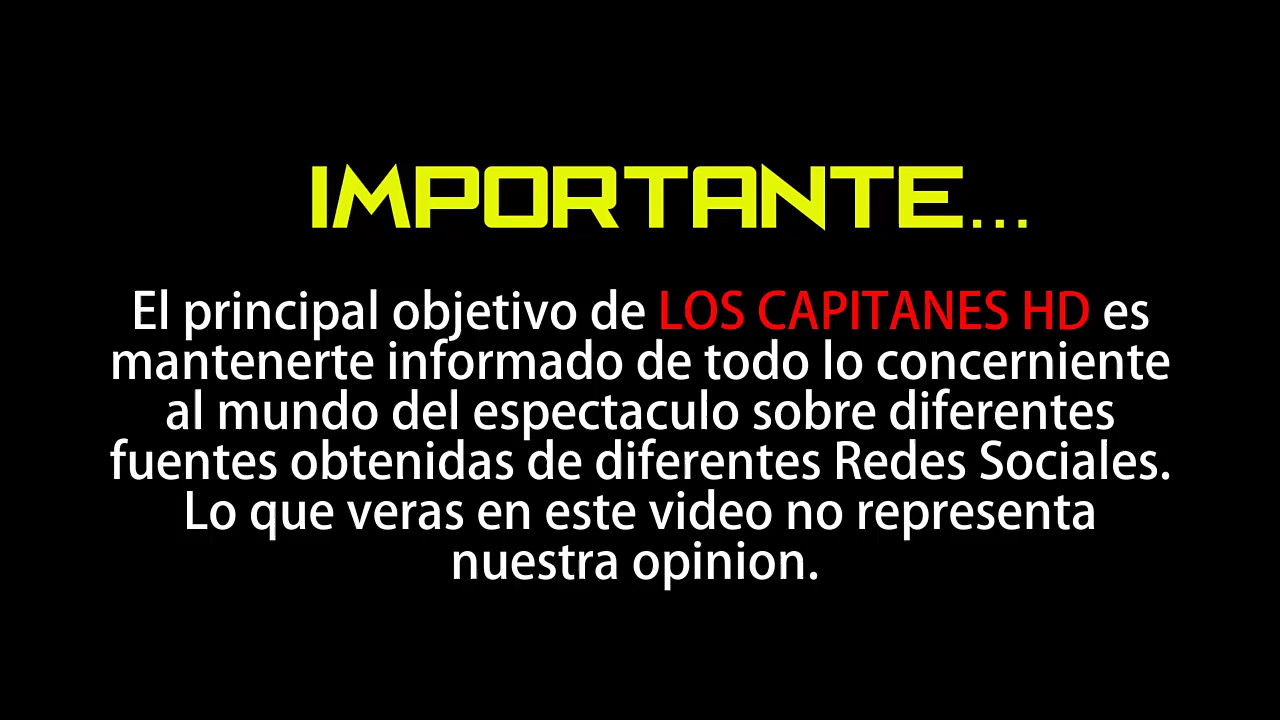 IMPORTANTE...
El principal objetivo de LOS CAPITANES HD es
mantenerte informado de todo lo concerniente
al mundo del espectaculo sobre diferentes
fuentes obtenidas de diferentes Redes Sociales.
Lo que veras en este video no representa
nuestra opinion.